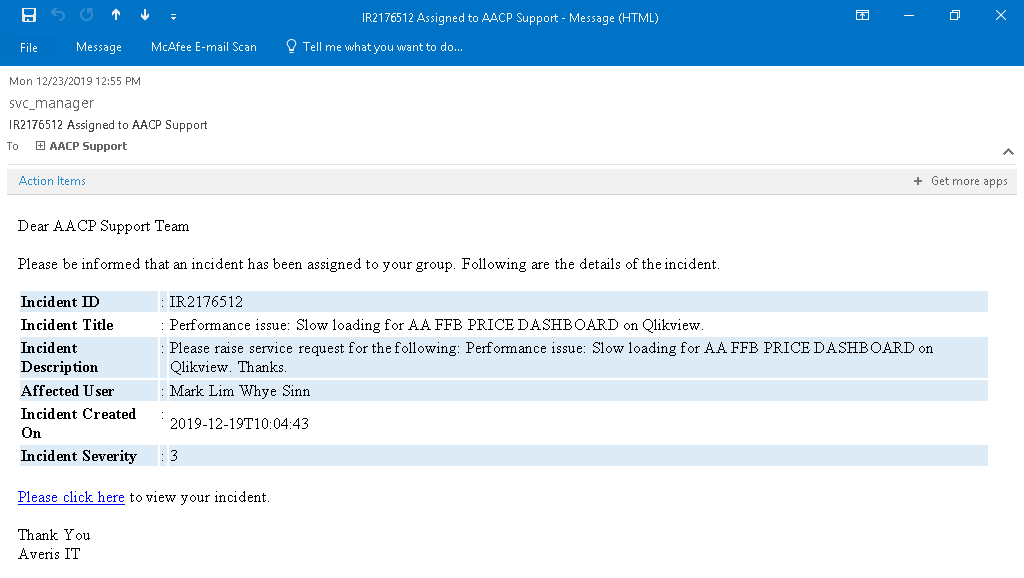 IR2176512 Assigned to AACP Support - Message (HTML)
File Message McAfee E-mail Scan Tell me what you want to do...
Mon 12/23/2019 12:55 PM
svc_manager
IR2176512 Assigned to AACP Support
To AACP Support
Action Items + Get more apps
Dear AACP Support Team
Please be informed that an incident has been assigned to your group. Following are the details of the incident.
Incident ID : IR2176512
Incident Title : Performance issue: Slow loading for AA FFB PRICE DASHBOARD on Qlikview.
Incident Description : Please raise service request for the following: Performance issue: Slow loading for AA FFB PRICE DASHBOARD on
Qlikview. Thanks.
Affected User : Mark Lim Whye Sinn
Incident Created On : 2019-12-19T10:04:43
Incident Severity : 3
Please click here to view your incident.
Thank You
Averis IT